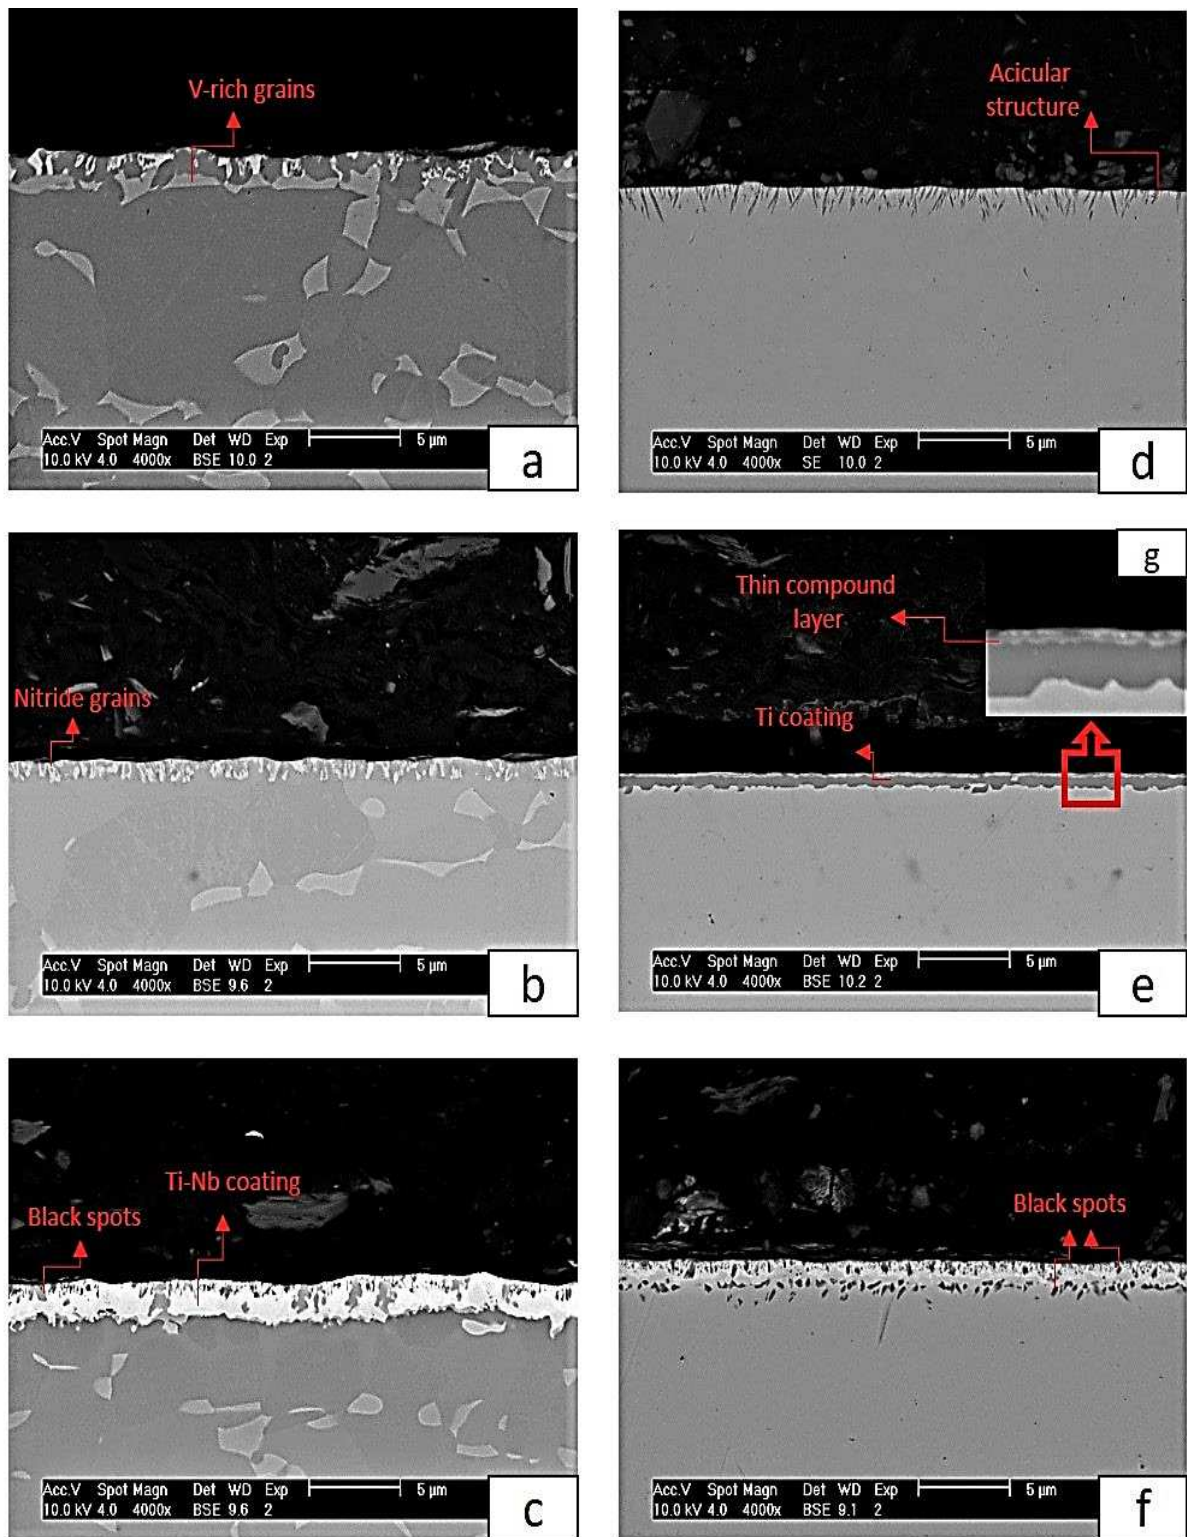 V-rich grains
Acc.V Spot Magn Det WD Exp 5 µm
10.0 kV 4.0 4000x BSE 10.0 2
a
Acicular
structure
Acc.V Spot Magn Det WD Exp 5 µm
10.0 kV 4.0 4000x SE 10.0 2
d
Nitride grains
Acc.V Spot Magn Det WD Exp 5 µm
10.0 kV 4.0 4000x BSE 9.6 2
b
g
Thin compound
layer
Ti coating
Acc.V Spot Magn Det WD Exp 5 µm
10.0 kV 4.0 4000x BSE 10.2 2
e
Ti-Nb coating
Black spots
Acc.V Spot Magn Det WD Exp 5 µm
10.0 kV 4.0 4000x BSE 9.6 2
c
Black spots
Acc.V Spot Magn Det WD Exp 5 µm
10.0 kV 4.0 4000x BSE 9.1 2
f